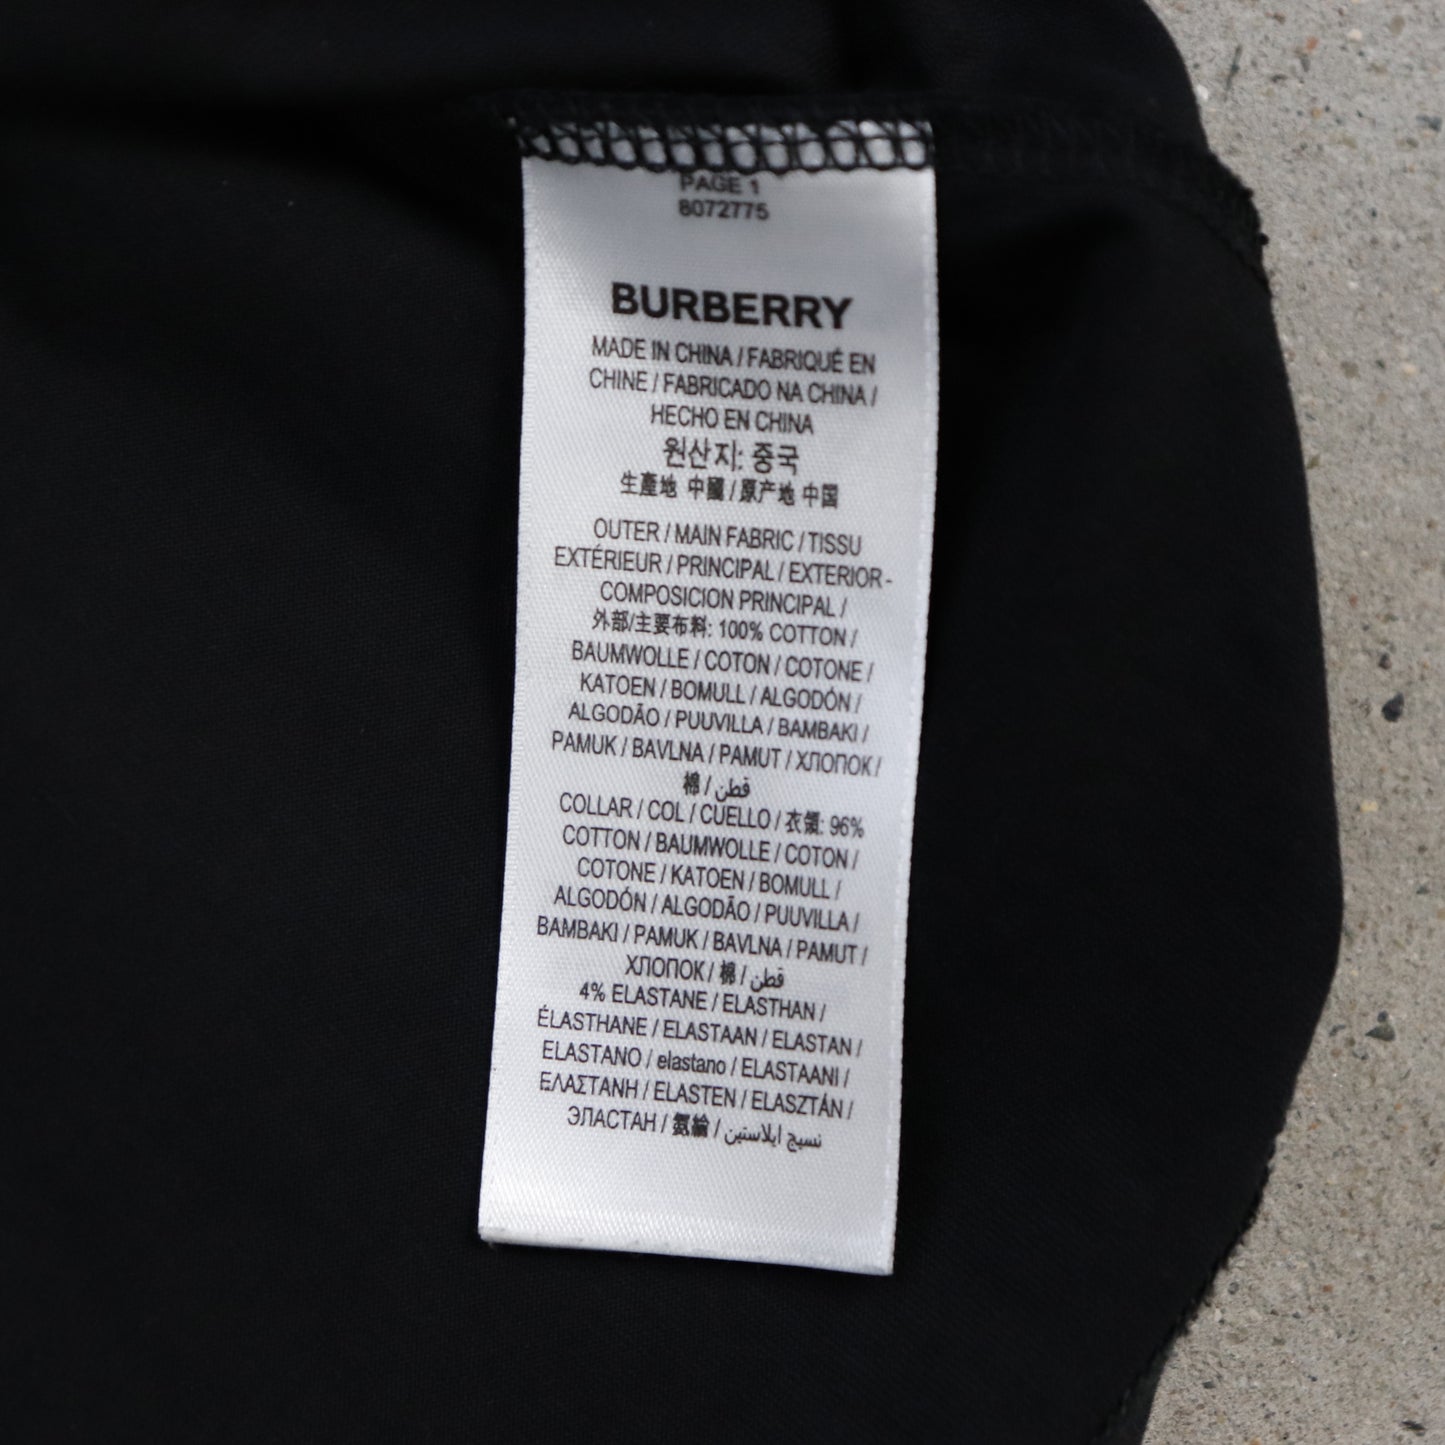 PAGE 1
8072775
BURBERRY
MADE IN CHINA / FABRIQUÉ EN
CHINE / FABRICADO NA CHINA /
HECHO EN CHINA
원산지: 중국
生產地 中國 / 原产地 中国
OUTER / MAIN FABRIC / TISSU
EXTÉRIEUR / PRINCIPAL / EXTERIOR -
COMPOSICION PRINCIPAL /
外部/主要布料: 100% COTTON /
BAUMWOLLE / COTON / COTONE /
KATOEN / BOMULL / ALGODÓN /
ALGODÃO / PUUVILLA / BAMBAKI /
PAMUK / BAVLNA / PAMUT / ХЛОПОК /
棉 / قطن
COLLAR / COL / CUELLO / 衣領: 96%
COTTON / BAUMWOLLE / COTON /
COTONE / KATOEN / BOMULL /
ALGODÓN / ALGODÃO / PUUVILLA /
BAMBAKI / PAMUK / BAVLNA / PAMUT /
ХЛОПОК / 棉 / قطن
4% ELASTANE / ELASTHAN /
ÉLASTHANE / ELASTAAN / ELASTAN /
ELASTANO / elastano / ELASTAANI /
ΕΛΑΣΤΑΝΗ / ELASTEN / ELASZTÁN /
ЭЛАСТАН / 氨綸 / نسيج ايلاستين